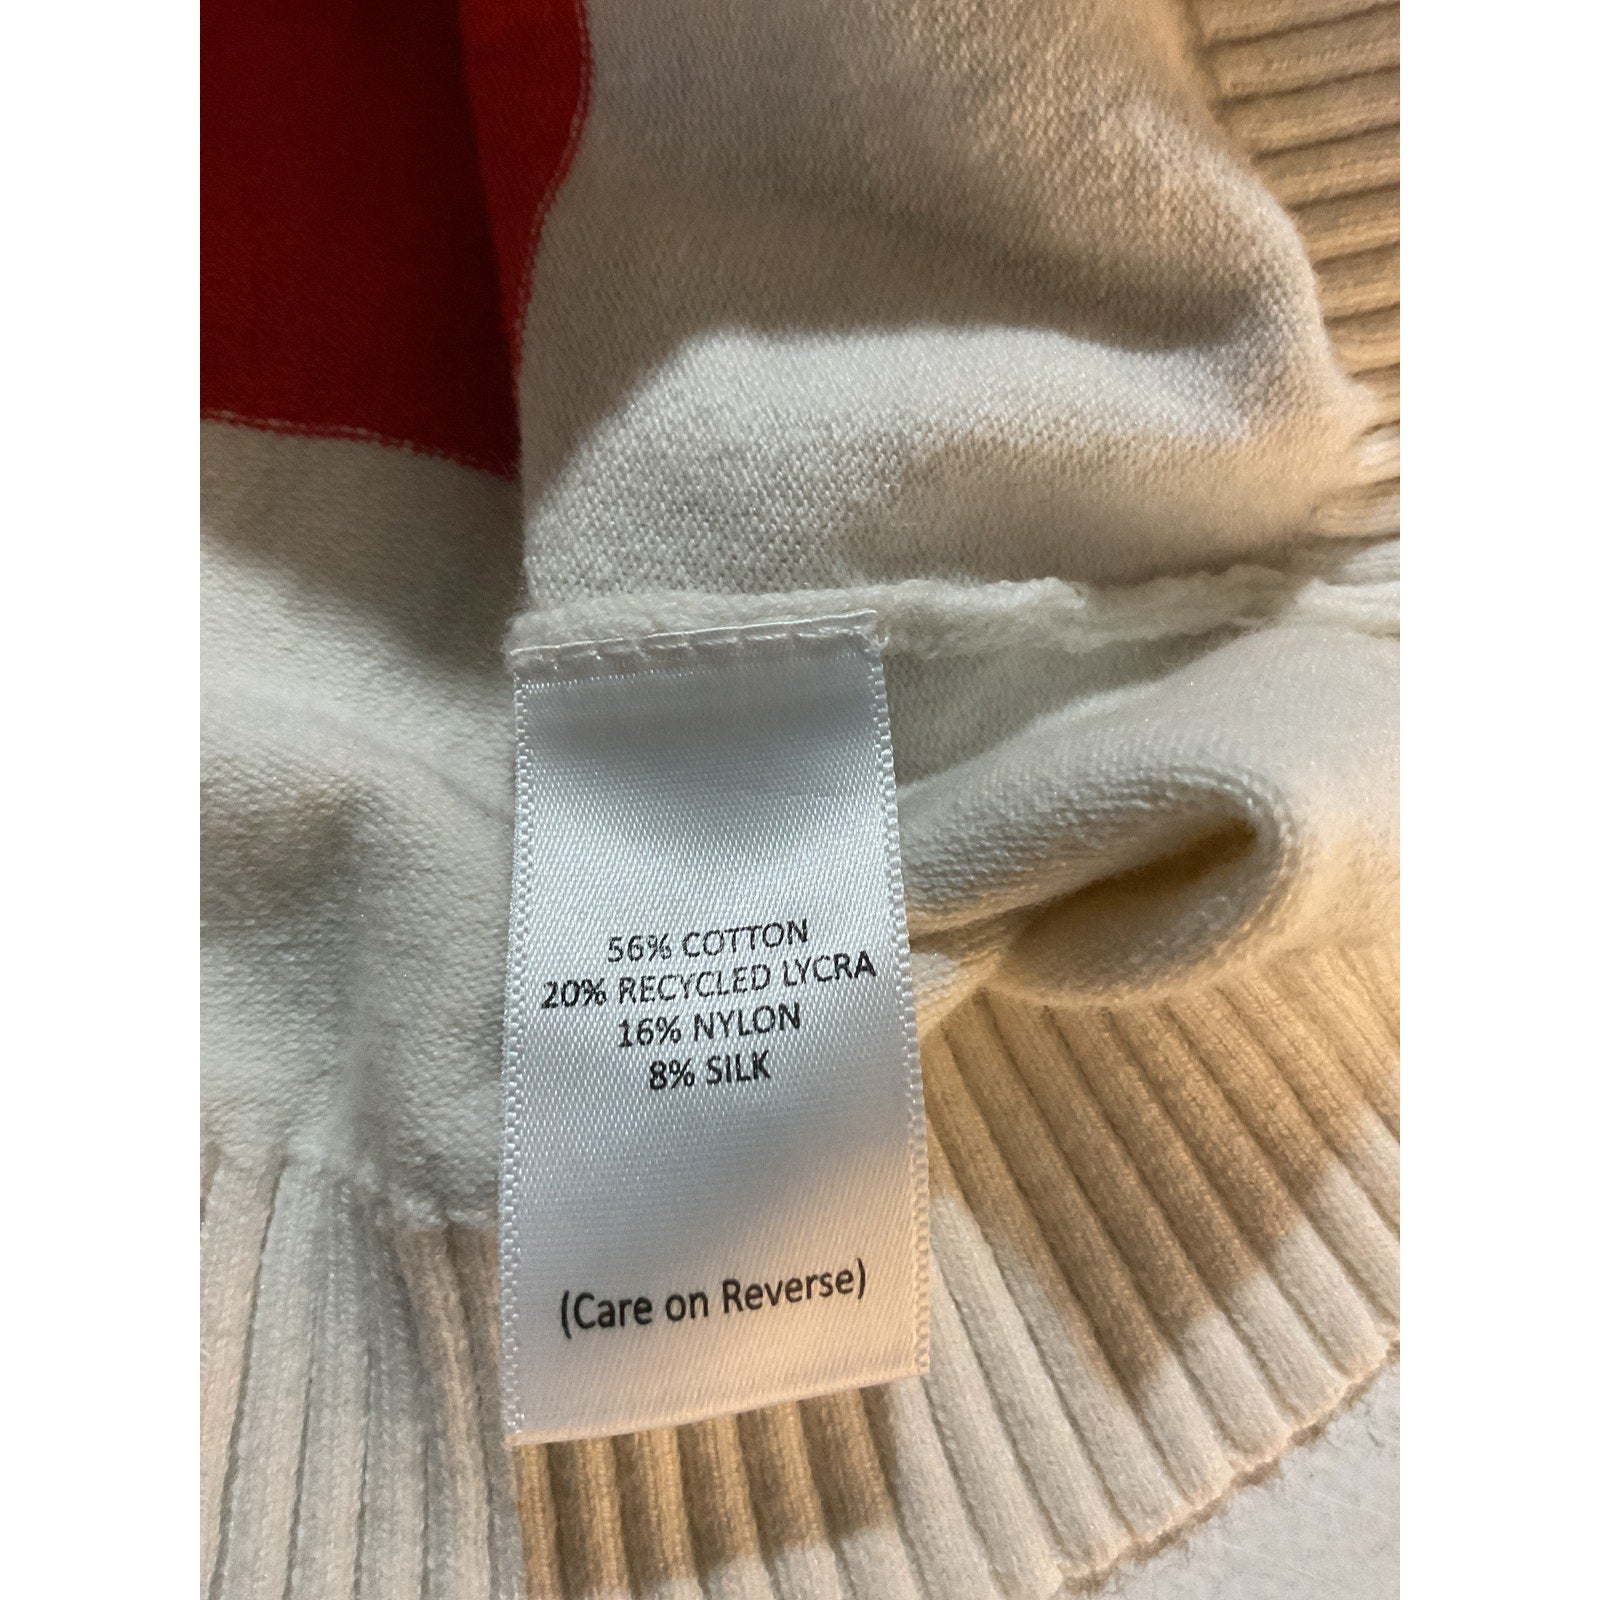 56% COTTON
20% RECYCLED LYCRA
16% NYLON
8% SILK
(Care on Reverse)